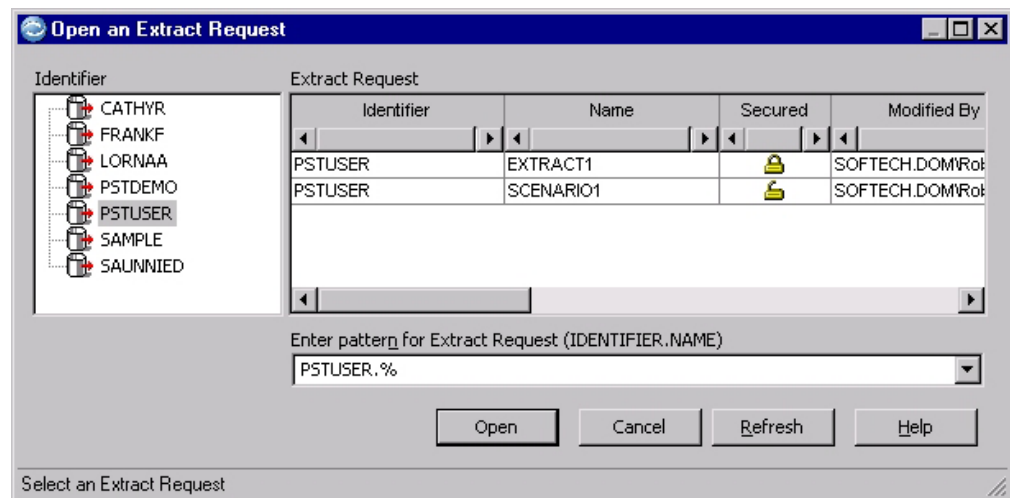 Open an Extract Request
Identifier
CATHYR
FRANKF
LORNAA
PSTDEMO
PSTUSER
SAMPLE
SAUNNIED
Extract Request
Identifier Name Secured Modified By
PSTUSER EXTRACT1 SOFTECH.DOM\Rol
PSTUSER SCENARIO1 SOFTECH.DOM\Rol
Enter pattern for Extract Request (IDENTIFIER.NAME)
PSTUSER.%
Open Cancel Refresh Help
Select an Extract Request